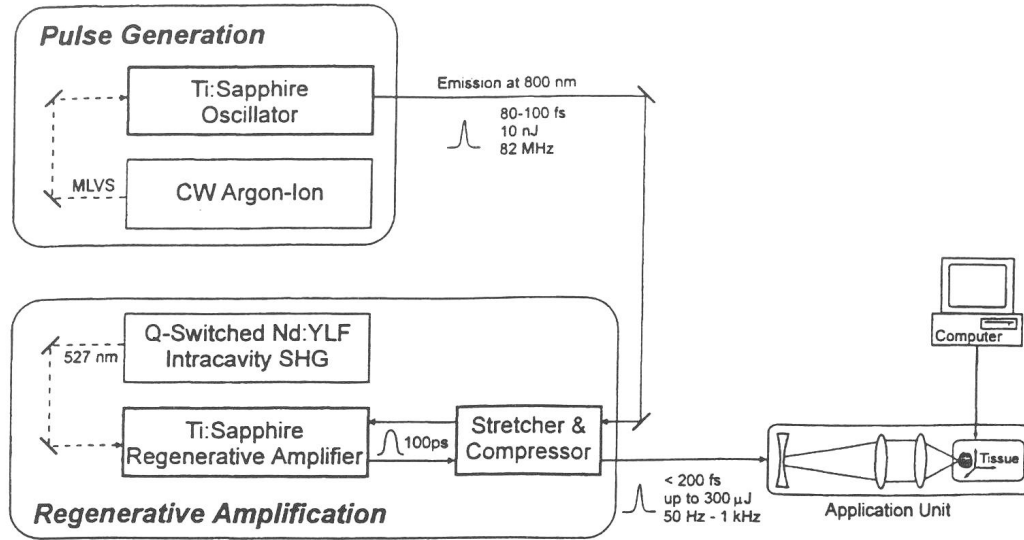 Pulse Generation
Ti:Sapphire
Oscillator
MLVS
CW Argon-Ion
Emission at 800 nm
80-100 fs
10 nJ
82 MHz
Q-Switched Nd:YLF
Intracavity SHG
527 nm
Ti:Sapphire
Regenerative Amplifier
100ps
Stretcher &
Compressor
Regenerative Amplification
< 200 fs
up to 300 µJ
50 Hz - 1 kHz
Computer
Tissue
Application Unit